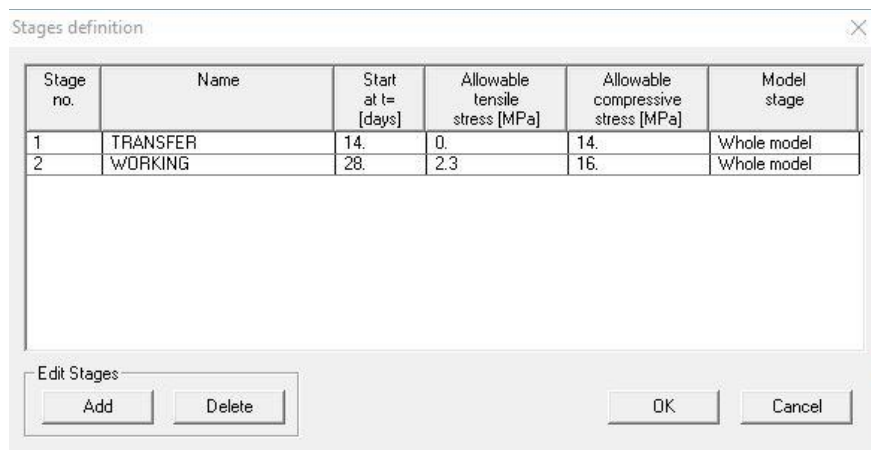 Stages definition
Stage no. Name Start at t= [days] Allowable tensile stress [MPa] Allowable compressive stress [MPa] Model stage
1 TRANSFER 14. 0. 14. Whole model
2 WORKING 28. 2.3 16. Whole model
Edit Stages
Add Delete OK Cancel